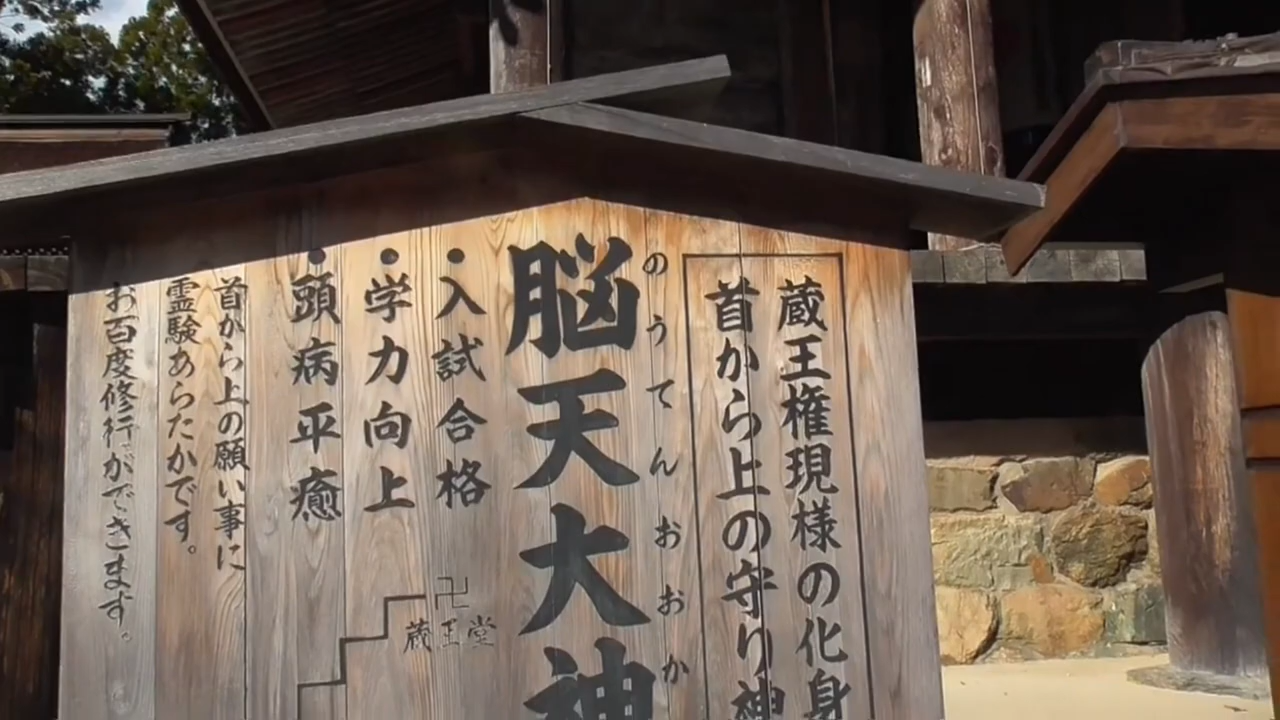 蔵王権現様の化身
首から上の守り神
のうてんおおか
脳天大神
・入試合格
・学力向上
・頭病平癒
首から上の願い事に
霊験あらたかです。
お百度修行ができます。
卍
蔵王堂